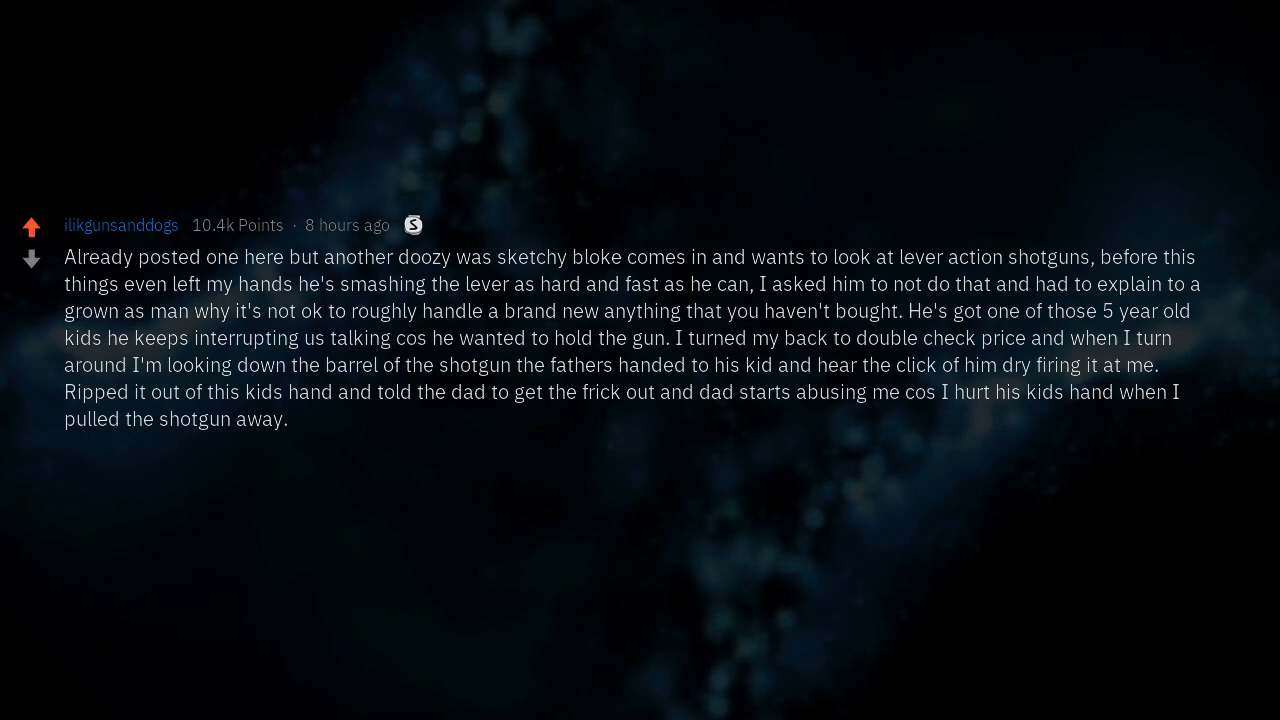 ilikgunsanddogs 10.4k Points · 8 hours ago S
Already posted one here but another doozy was sketchy bloke comes in and wants to look at lever action shotguns, before this
things even left my hands he's smashing the lever as hard and fast as he can, I asked him to not do that and had to explain to a
grown as man why it's not ok to roughly handle a brand new anything that you haven't bought. He's got one of those 5 year old
kids he keeps interrupting us talking cos he wanted to hold the gun. I turned my back to double check price and when I turn
around I'm looking down the barrel of the shotgun the fathers handed to his kid and hear the click of him dry firing it at me.
Ripped it out of this kids hand and told the dad to get the frick out and dad starts abusing me cos I hurt his kids hand when I
pulled the shotgun away.